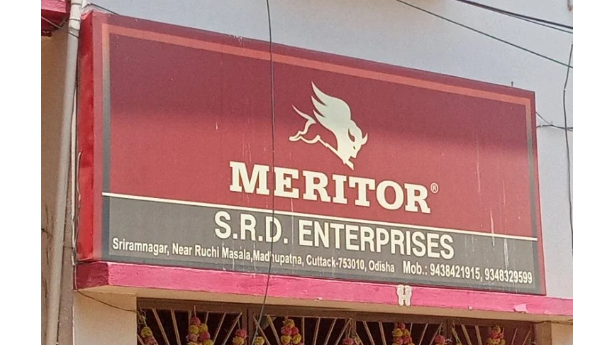 MERITOR®
S.R.D. ENTERPRISES
Sriramnagar, Near Ruchi Masala,Madhupatna, Cuttack-753010, Odisha Mob.: 9438421915, 9348329599